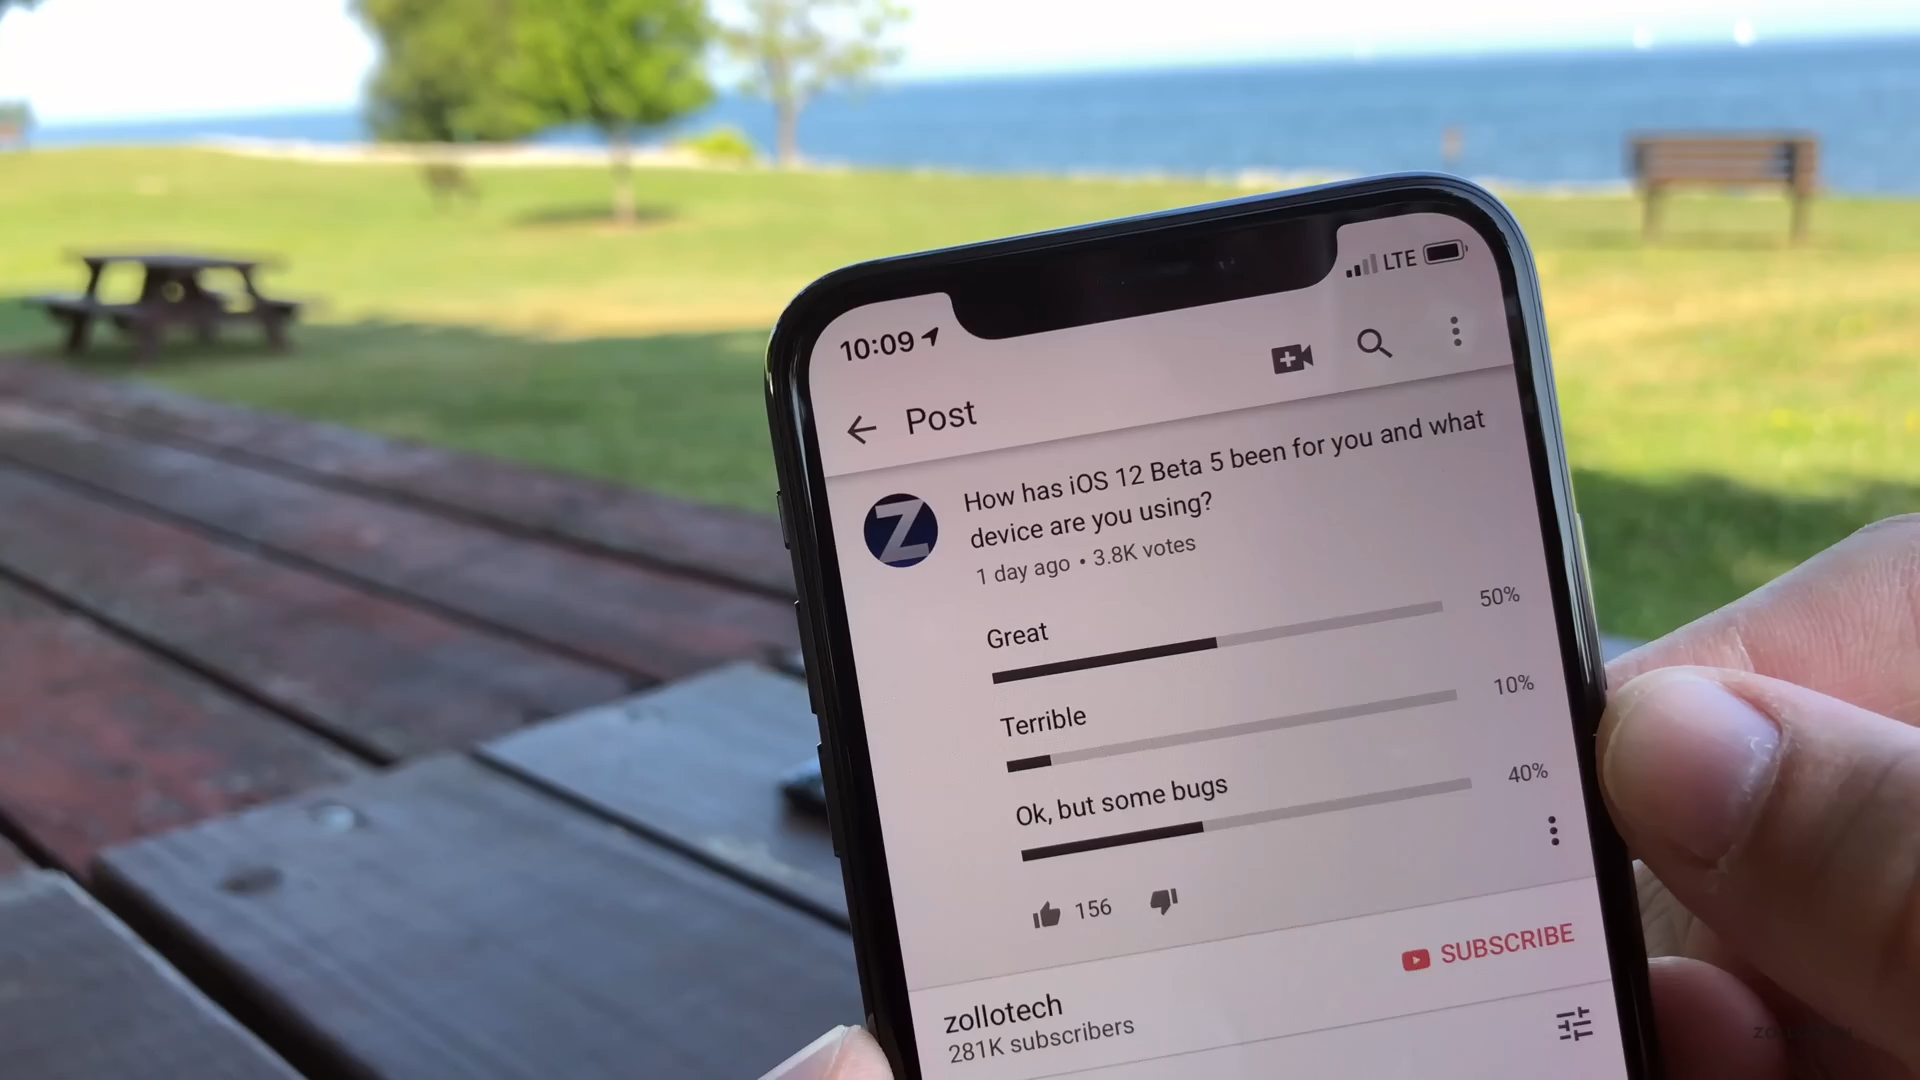 10:09 LTE
Post
Z
How has iOS 12 Beta 5 been for you and what
device are you using?
1 day ago • 3.8K votes
Great 50%
Terrible 10%
Ok, but some bugs 40%
156
SUBSCRIBE
zollotech
281K subscribers